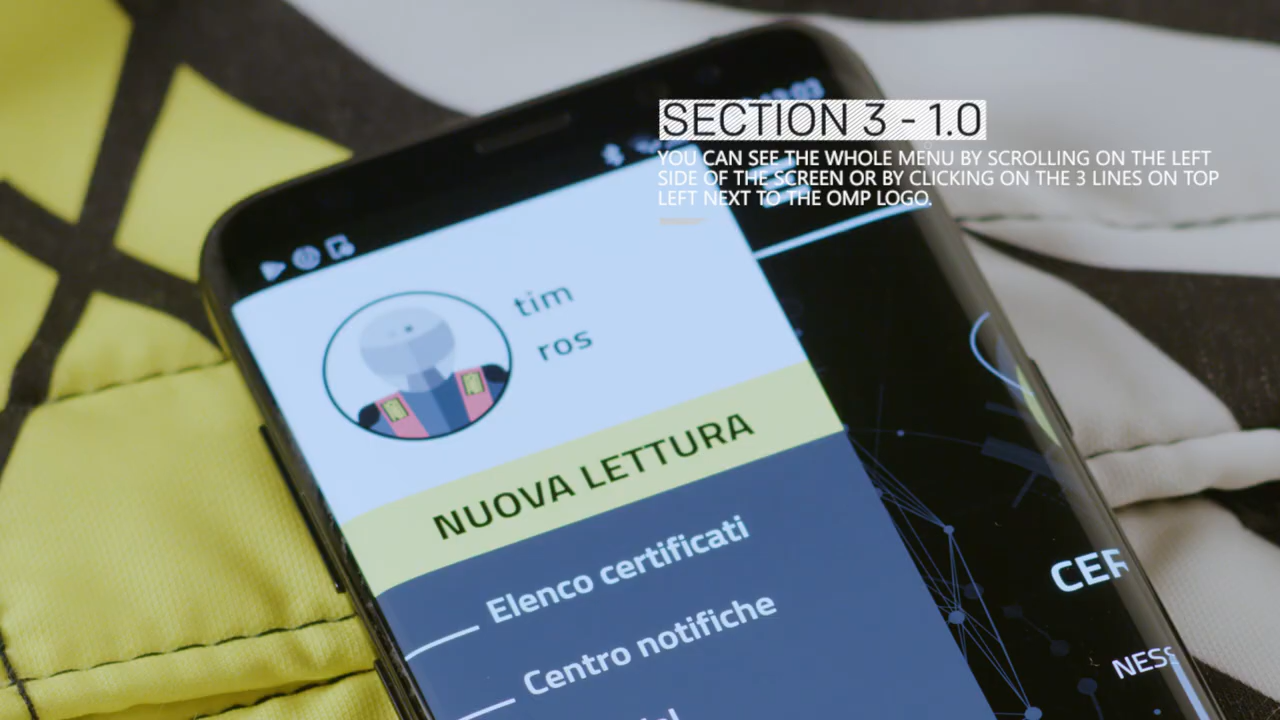 SECTION 3 - 1.0
YOU CAN SEE THE WHOLE MENU BY SCROLLING ON THE LEFT
SIDE OF THE SCREEN OR BY CLICKING ON THE 3 LINES ON TOP
LEFT NEXT TO THE OMP LOGO.
tim
ros
NUOVA LETTURA
Elenco certificati
Centro notifiche